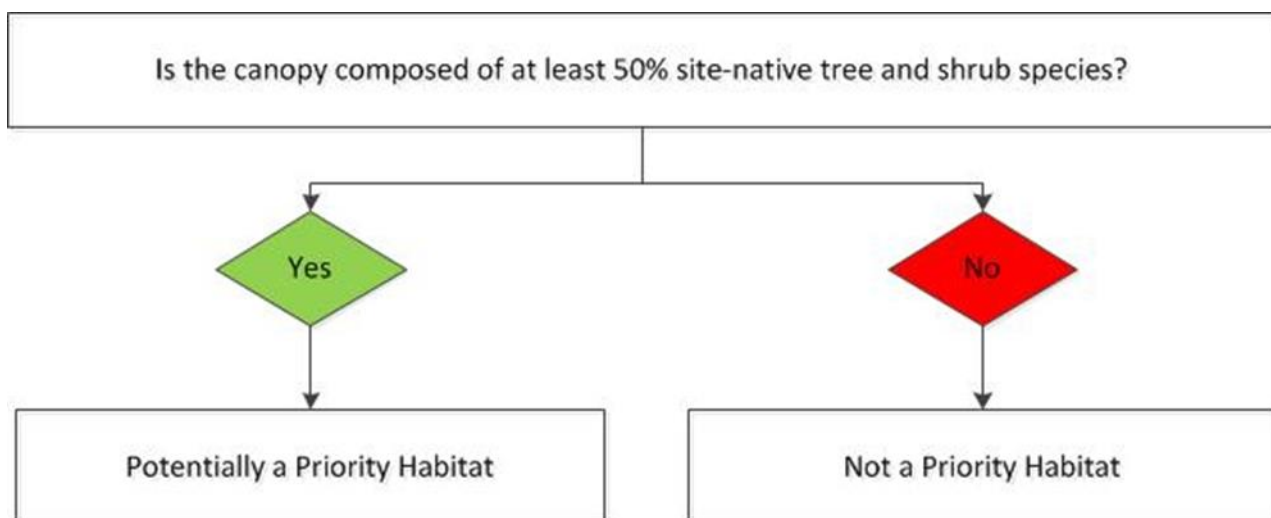 Is the canopy composed of at least 50% site-native tree and shrub species?
Yes
No
Potentially a Priority Habitat
Not a Priority Habitat